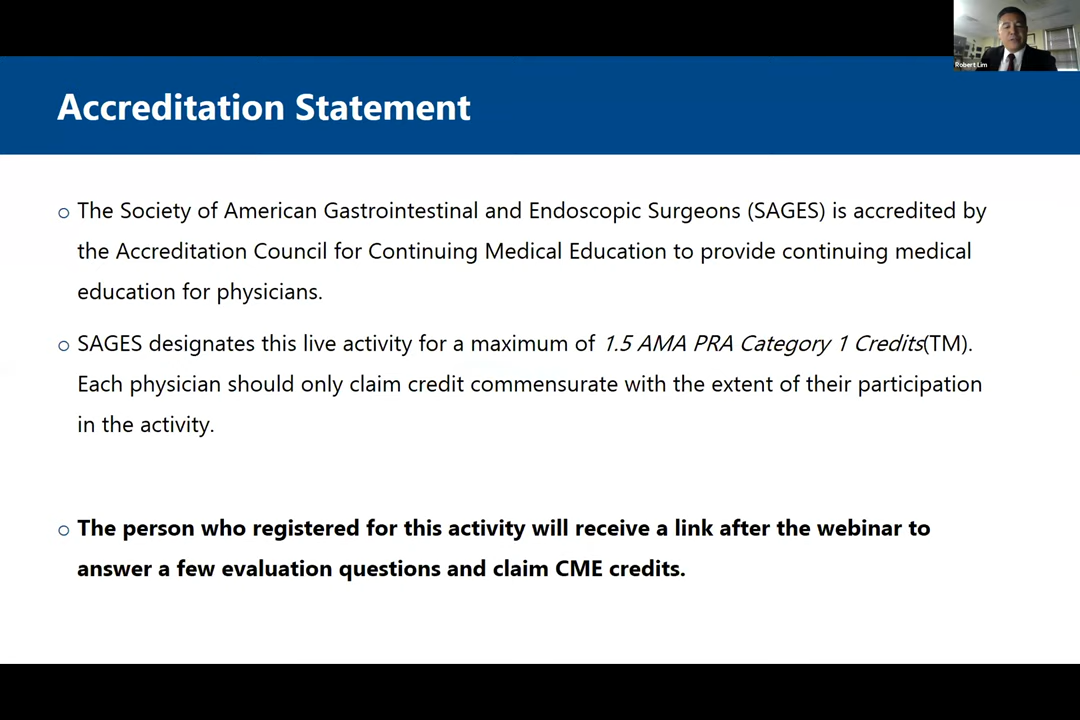 Robert Lim
Accreditation Statement
○ The Society of American Gastrointestinal and Endoscopic Surgeons (SAGES) is accredited by
the Accreditation Council for Continuing Medical Education to provide continuing medical
education for physicians.
○ SAGES designates this live activity for a maximum of 1.5 AMA PRA Category 1 Credits(TM).
Each physician should only claim credit commensurate with the extent of their participation
in the activity.
○ The person who registered for this activity will receive a link after the webinar to
answer a few evaluation questions and claim CME credits.